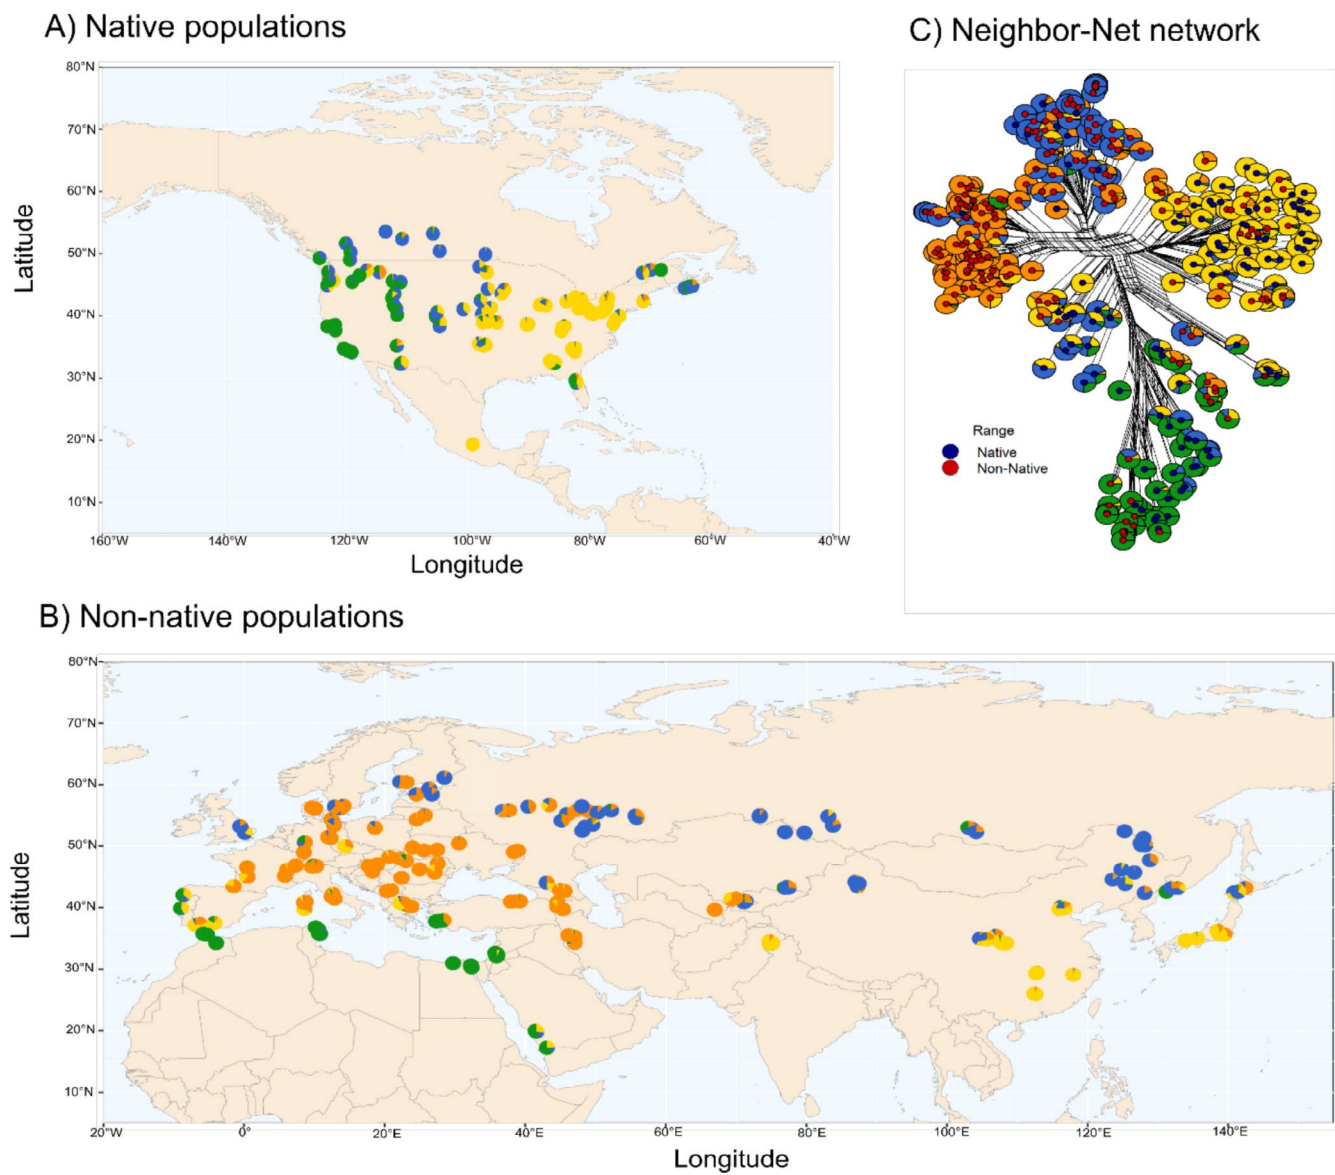 A) Native populations
C) Neighbor-Net network
80°N
70°N
60°N
50°N
40°N
30°N
20°N
10°N
Latitude
160°W 140°W 120°W 100°W 80°W 60°W 40°W
Longitude
Range
Native
Non-Native
B) Non-native populations
80°N
70°N
60°N
50°N
40°N
30°N
20°N
10°N
Latitude
20°W 0° 20°E 40°E 60°E 80°E 100°E 120°E 140°E
Longitude